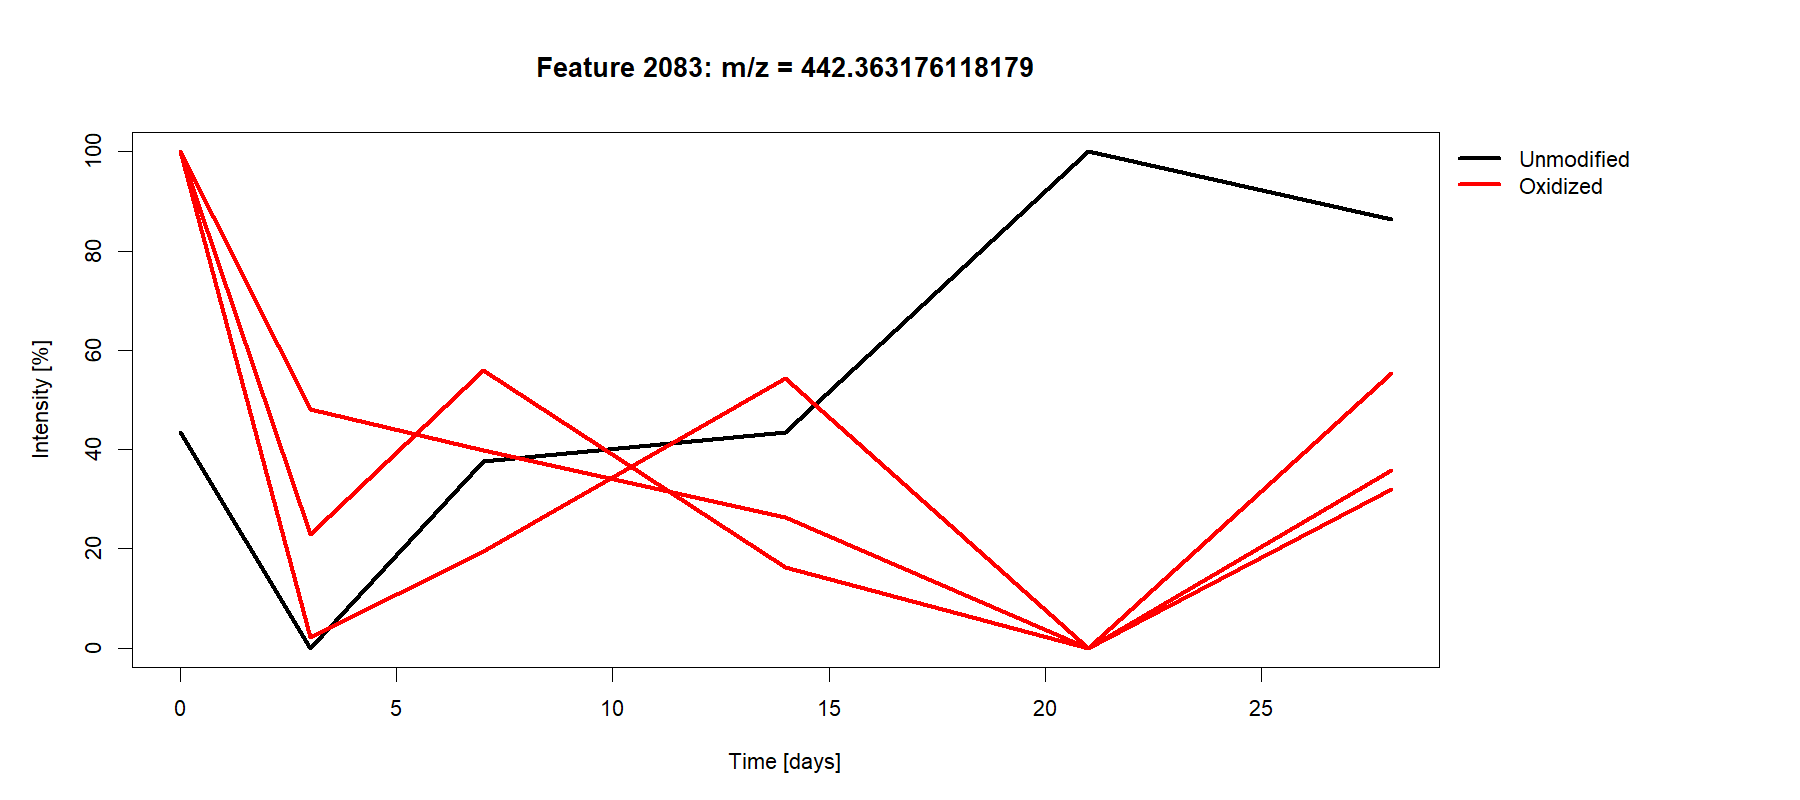 Feature 2083: m/z = 442.363176118179
Unmodified
Oxidized
Intensity [%]
100
80
60
40
20
0
0 5 10 15 20 25
Time [days]